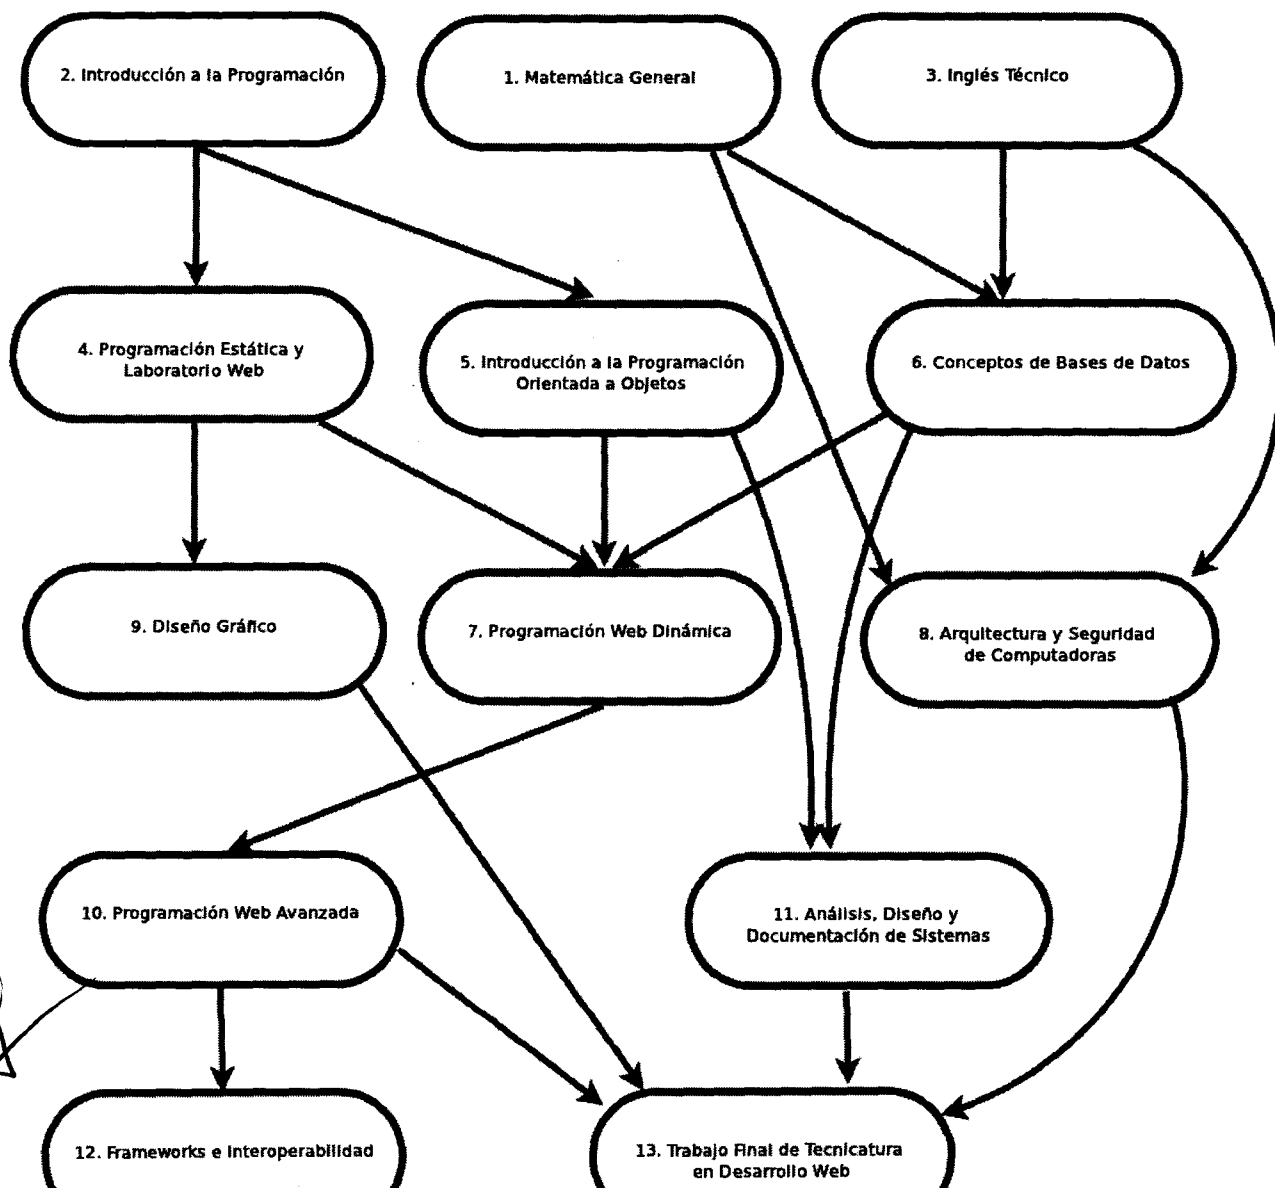 2. Introducción a la Programación
1. Matemática General
3. Inglés Técnico
4. Programación Estática y
Laboratorio Web
5. Introducción a la Programación
Orientada a Objetos
6. Conceptos de Bases de Datos
9. Diseño Gráfico
7. Programación Web Dinámica
8. Arquitectura y Seguridad
de Computadoras
10. Programación Web Avanzada
11. Análisis, Diseño y
Documentación de Sistemas
12. Frameworks e Interoperabilidad
13. Trabajo Final de Tecnicatura
en Desarrollo Web